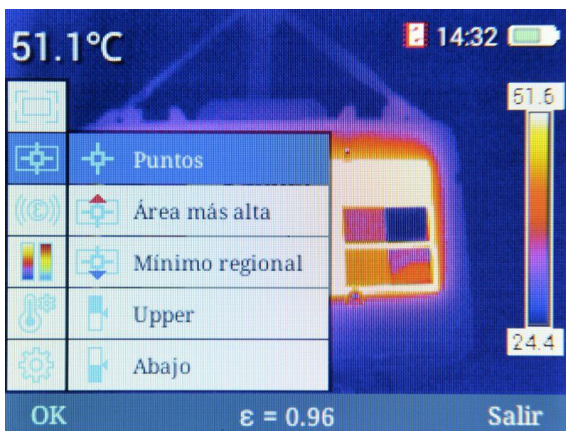 51.1°C
14:32
51.6
Puntos
Área más alta
Mínimo regional
Upper
Abajo
24.4
OK
ε = 0.96
Salir